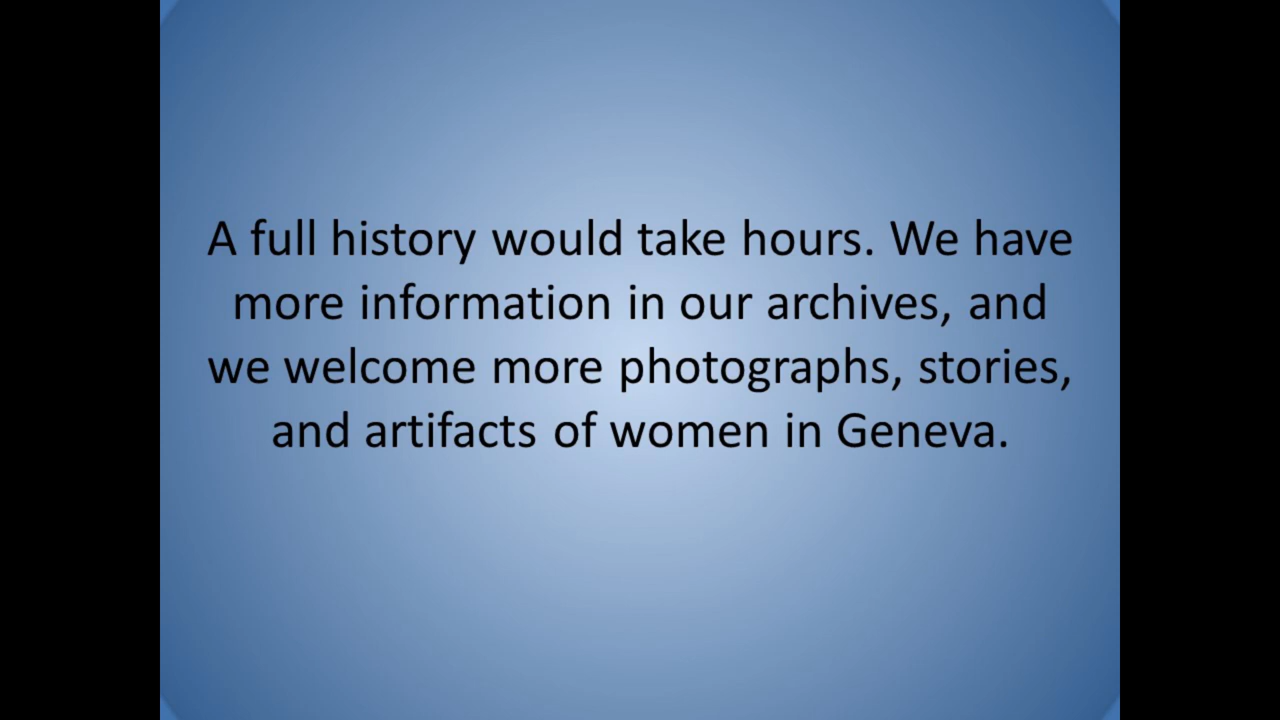 A full history would take hours. We have
more information in our archives, and
we welcome more photographs, stories,
and artifacts of women in Geneva.